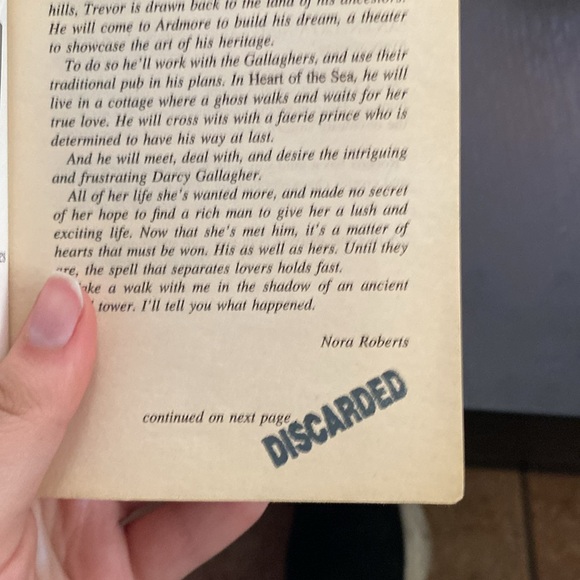 hills, Trevor is drawn back to the land of his ancestors.
He will come to Ardmore to build his dream, a theater
to showcase the art of his heritage.
To do so he'll work with the Gallaghers, and use their
traditional pub in his plans. In Heart of the Sea, he will
live in a cottage where a ghost walks and waits for her
true love. He will cross wits with a faerie prince who is
determined to have his way at last.
And he will meet, deal with, and desire the intriguing
and frustrating Darcy Gallagher.
All of her life she's wanted more, and made no secret
of her hope to find a rich man to give her a lush and
exciting life. Now that she's met him, it's a matter of
hearts that must be won. His as well as hers. Until they
are, the spell that separates lovers holds fast.
ake a walk with me in the shadow of an ancient
tower. I'll tell you what happened.
Nora Roberts
continued on next page
DISCARDED